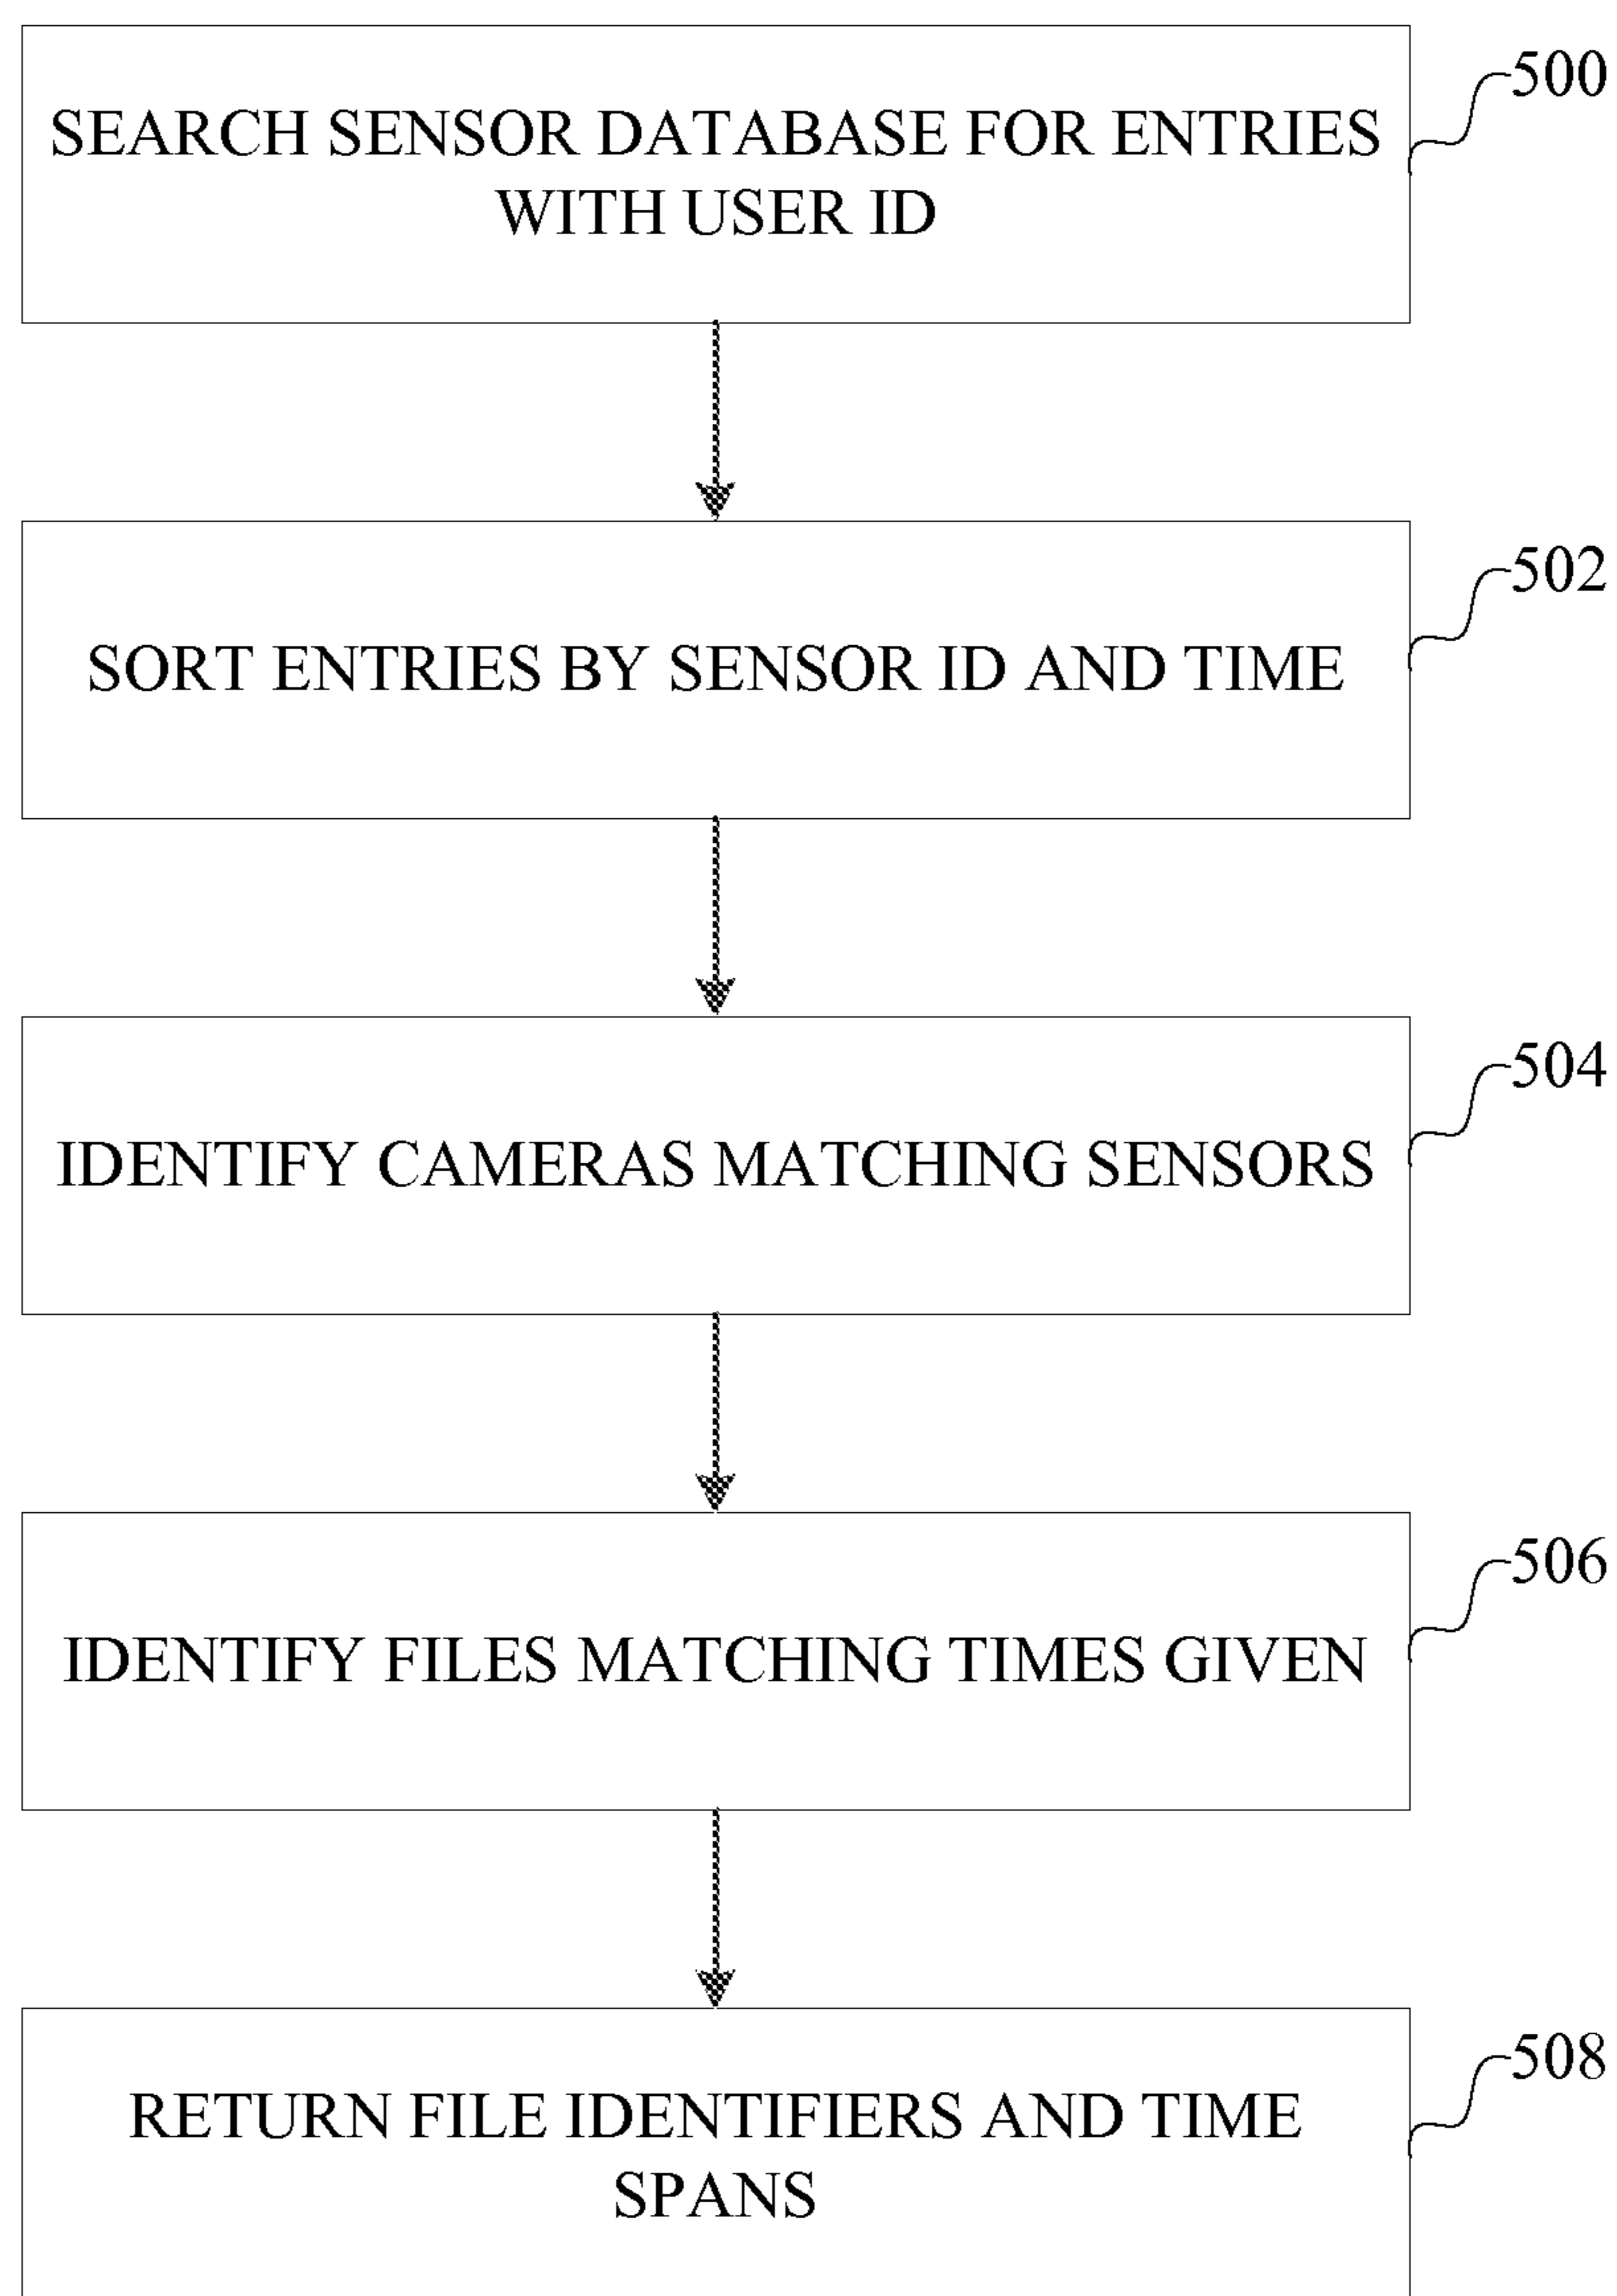 500
SEARCH SENSOR DATABASE FOR ENTRIES
WITH USER ID
502
SORT ENTRIES BY SENSOR ID AND TIME
504
IDENTIFY CAMERAS MATCHING SENSORS
506
IDENTIFY FILES MATCHING TIMES GIVEN
508
RETURN FILE IDENTIFIERS AND TIME
SPANS